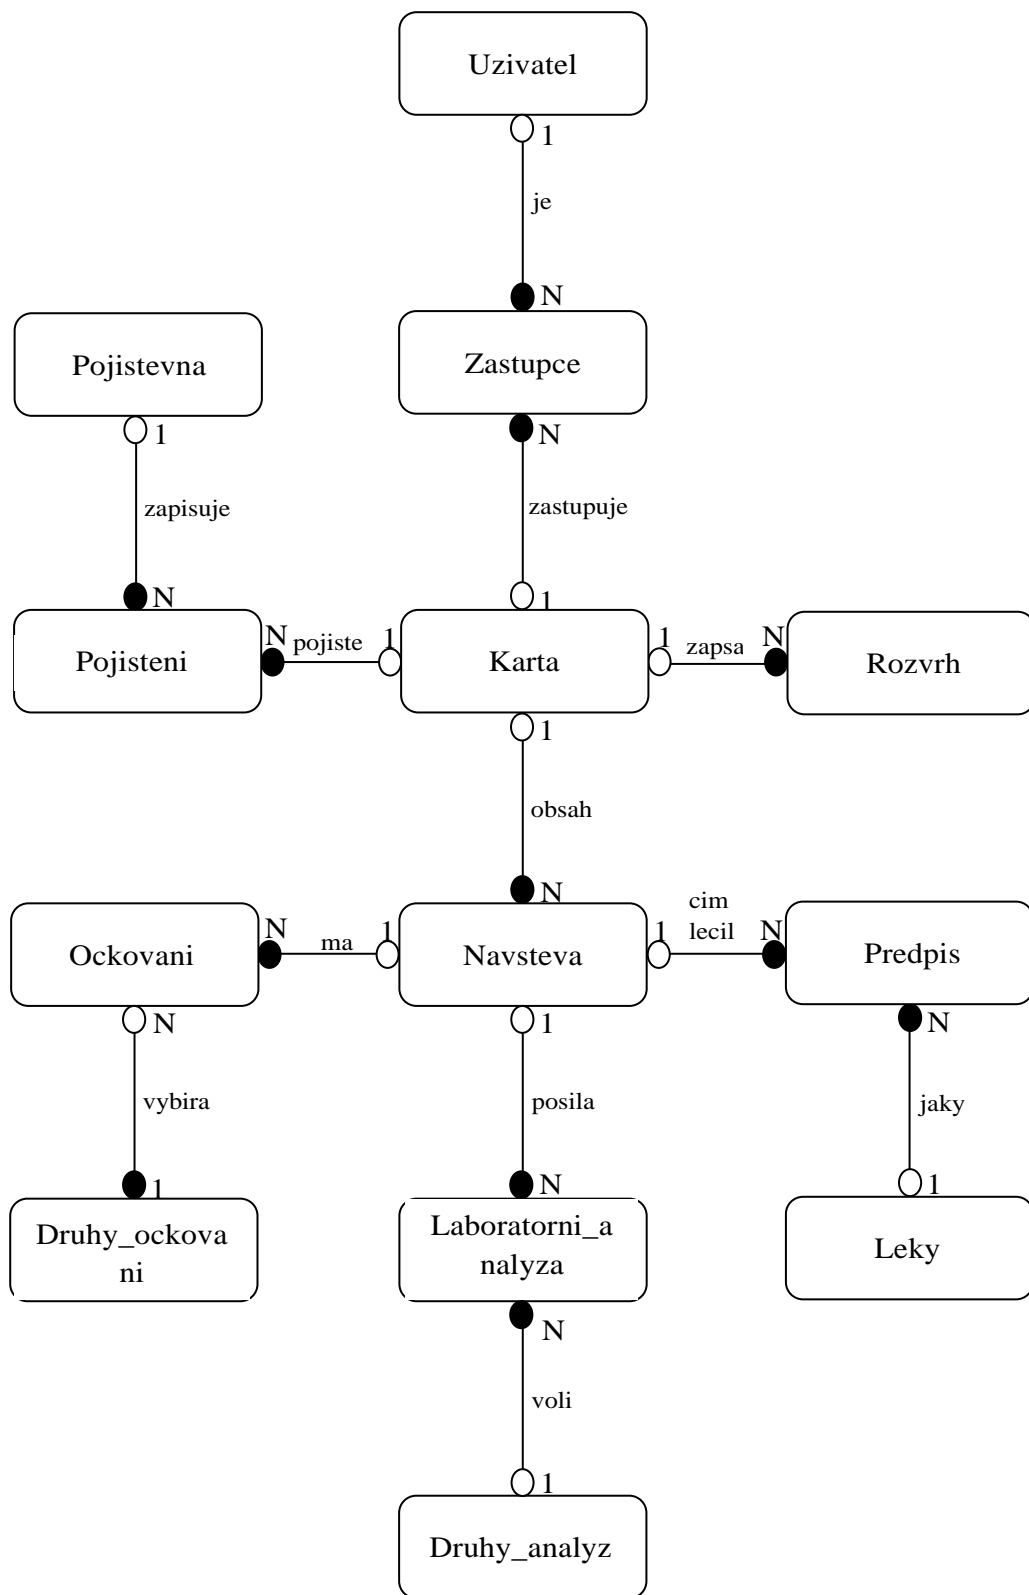 Uzivatel
1
je
N
Pojistevna
Zastupce
1
N
zapisuje
zastupuje
N
1
Pojisteni
N pojiste 1
Karta
1 zapsa N
Rozvrh
1
obsah
N
Ockovani
N ma 1
Navsteva
1 cim
lecil N
Predpis
N
1
N
vybira
posila
jaky
1
N
1
Druhy_ockova
ni
Laboratorni_a
nalyza
Leky
N
voli
1
Druhy_analyz